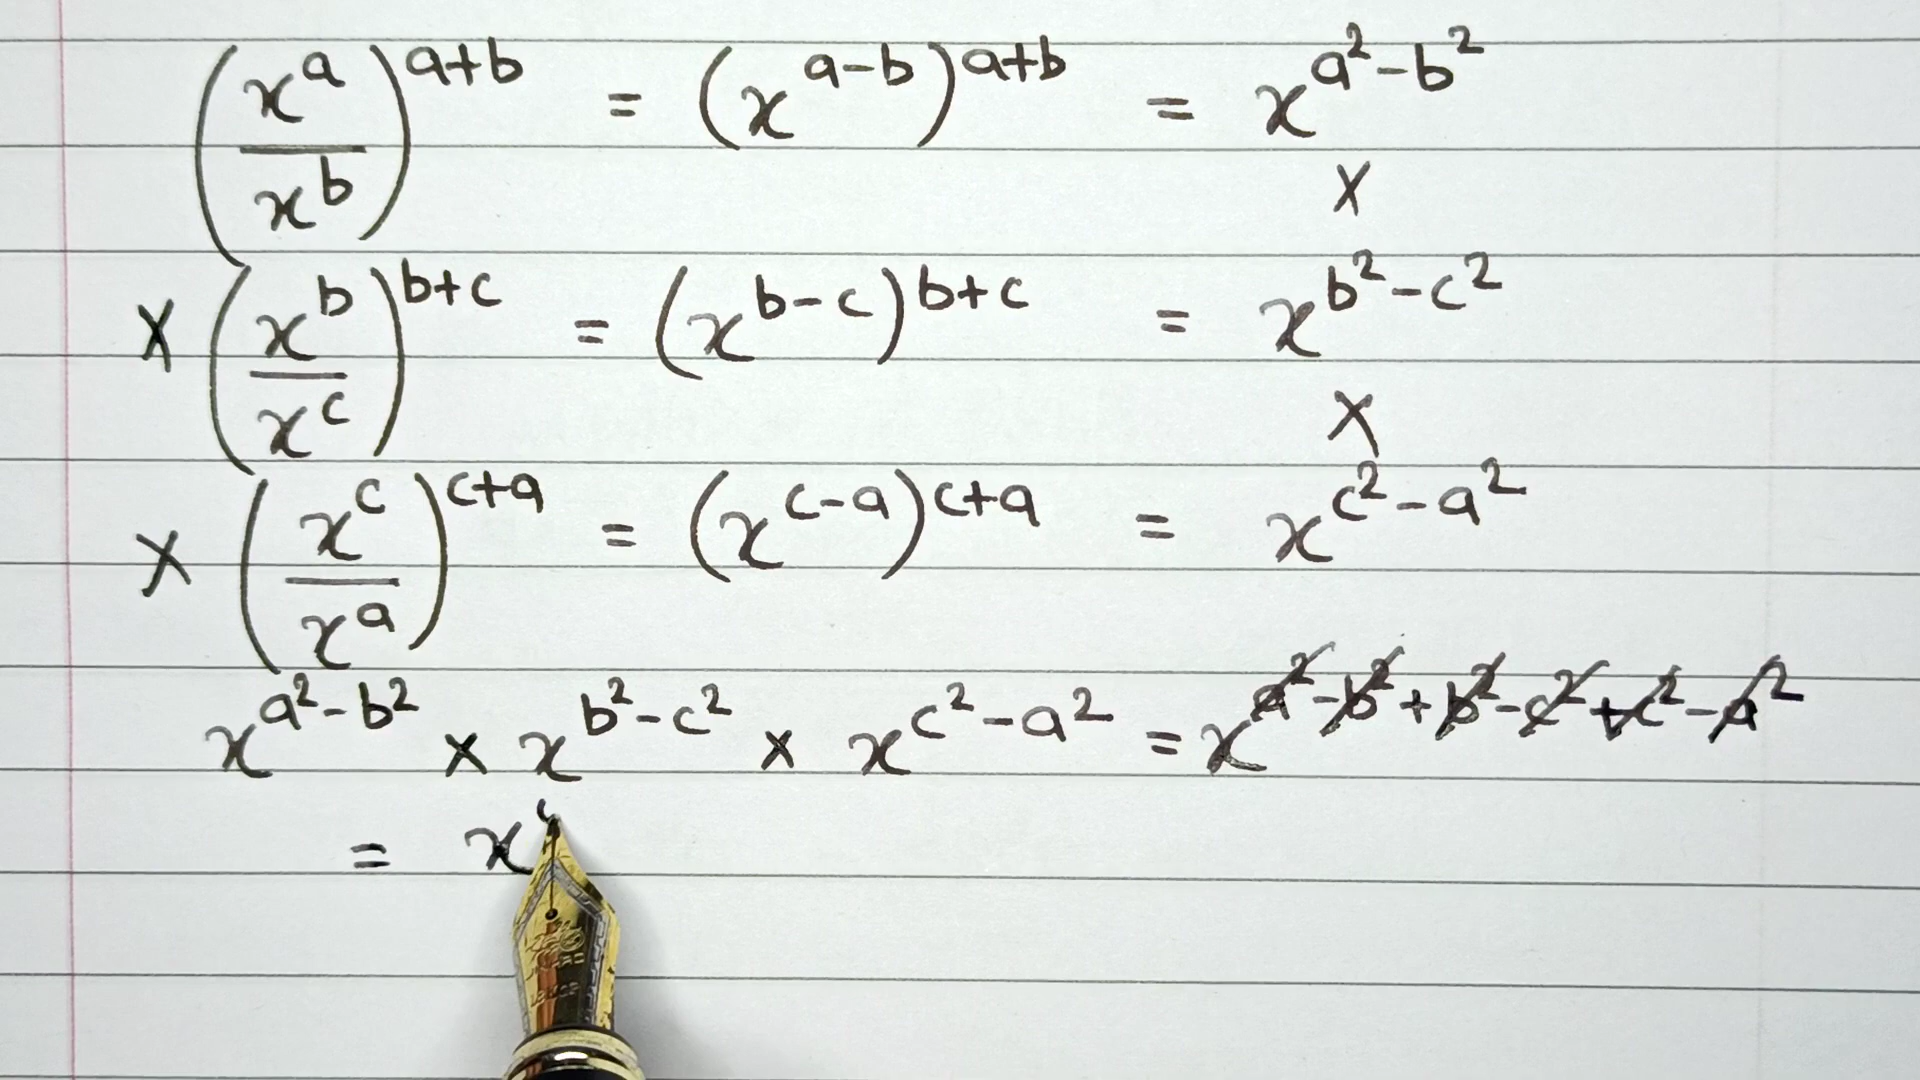 (x^a / x^b)^(a+b) = (x^(a-b))^(a+b) = x^(a²-b²)
×
× (x^b / x^c)^(b+c) = (x^(b-c))^(b+c) = x^(b²-c²)
×
× (x^c / x^a)^(c+a) = (x^(c-a))^(c+a) = x^(c²-a²)
x^(a²-b²) × x^(b²-c²) × x^(c²-a²) = x^(a²-b²+b²-c²+c²-a²)
= x